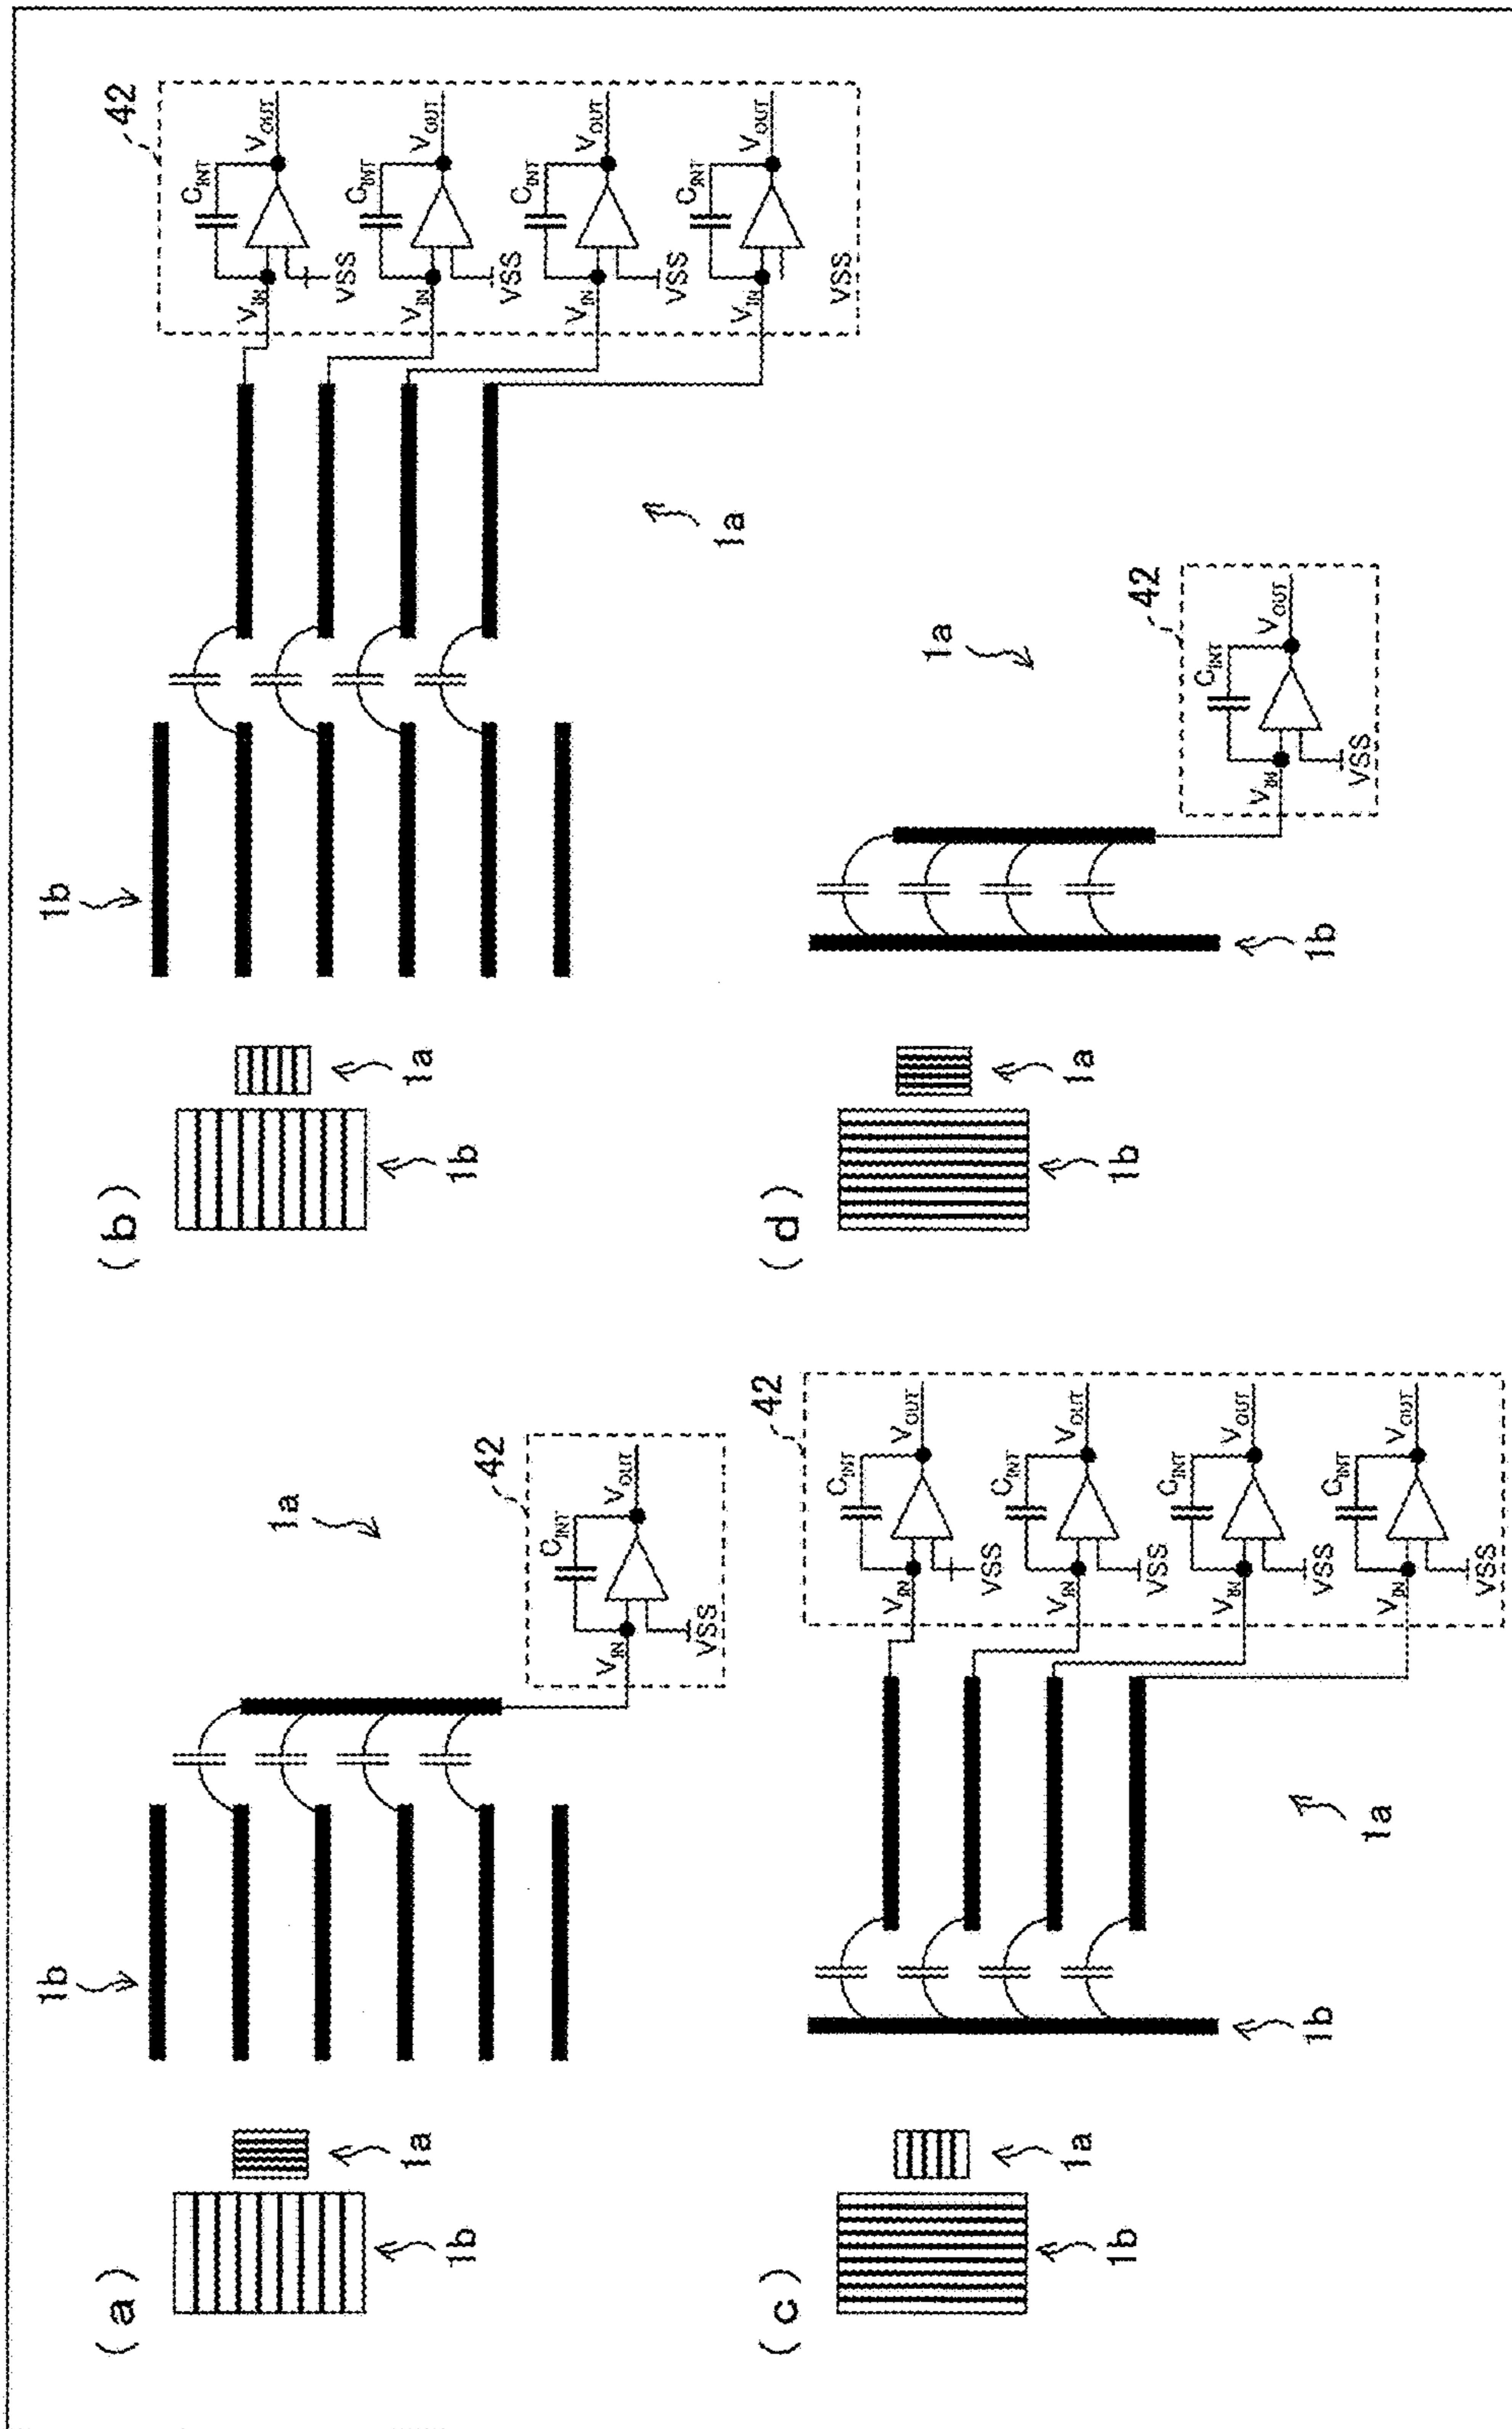 (a)
1b
1a
1b
1a
42
C_INT
V_IN
V_OUT
VSS
(b)
1b
1a
1b
1a
42
C_INT
V_IN
V_OUT
VSS
C_INT
V_IN
V_OUT
VSS
C_INT
V_IN
V_OUT
VSS
C_INT
V_IN
V_OUT
VSS
(c)
1b
1a
1b
1a
42
C_INT
V_IN
V_OUT
VSS
C_INT
V_IN
V_OUT
VSS
C_INT
V_IN
V_OUT
VSS
C_INT
V_IN
V_OUT
VSS
(d)
1b
1a
1b
1a
42
C_INT
V_IN
V_OUT
VSS